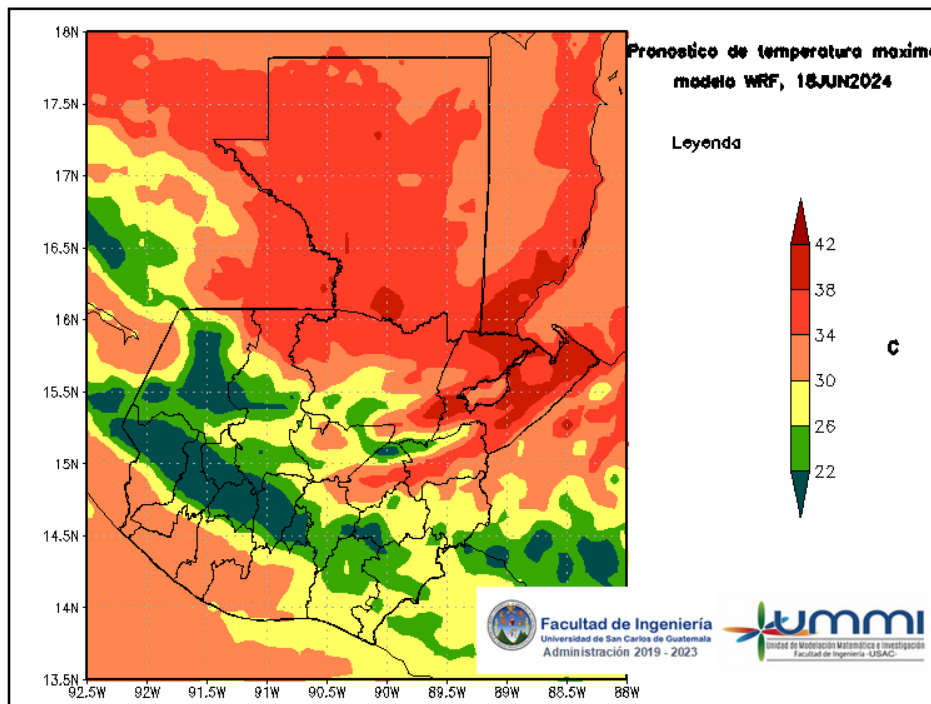 Pronostico de temperatura maxima
modelo WRF, 18JUN2024
Leyenda
18N
17.5N
17N
16.5N
16N
15.5N
15N
14.5N
14N
13.5N
92.5W 92W 91.5W 91W 90.5W 90W 89.5W 89W 88.5W 88W
42
38
34
30
26
22
C
Facultad de Ingeniería
Universidad de San Carlos de Guatemala
Administración 2019 - 2023
ummi
Unidad de Modelación Matemática e Investigación
Facultad de Ingeniería -USAC-